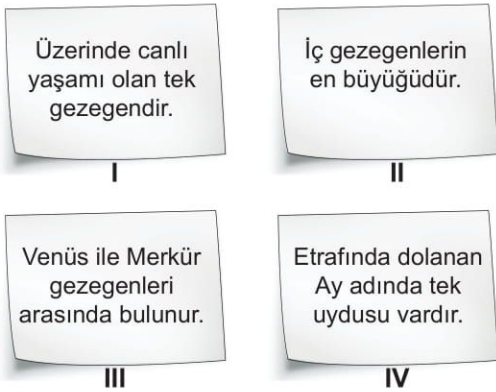 Üzerinde canlı
yaşamı olan tek
gezegendir.
I
İç gezegenlerin
en büyüğüdür.
II
Venüs ile Merkür
gezegenleri
arasında bulunur.
III
Etrafında dolanan
Ay adında tek
uydusu vardır.
IV